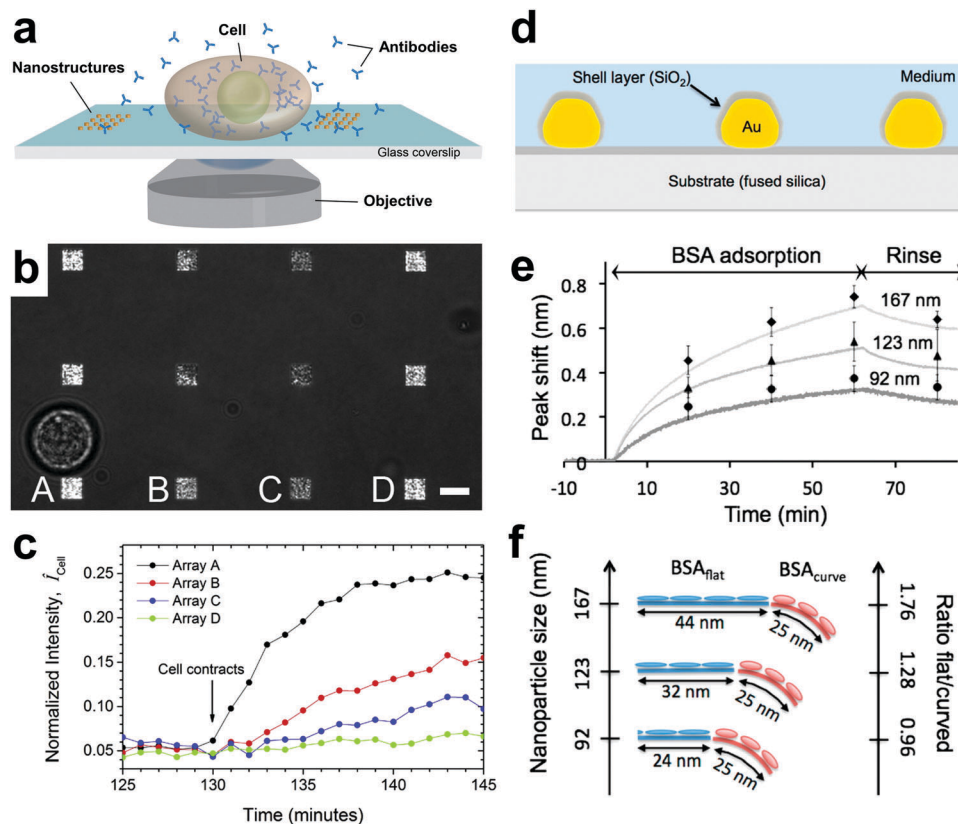 a
Cell
Antibodies
Nanostructures
Glass coverslip
Objective
b
A B C D
c
Normalized Intensity, Î_Cell
0.25
0.20
0.15
0.10
0.05
Array A
Array B
Array C
Array D
Cell contracts
125 130 135 140 145
Time (minutes)
d
Shell layer (SiO₂)
Medium
Au
Substrate (fused silica)
e
BSA adsorption
Rinse
Peak shift (nm)
0.8
0.6
0.4
0.2
0
167 nm
123 nm
92 nm
-10 10 30 50 70
Time (min)
f
Nanoparticle size (nm)
167
123
92
BSA_flat
BSA_curve
44 nm
25 nm
32 nm
25 nm
24 nm
25 nm
1.76
1.28
0.96
Ratio flat/curved